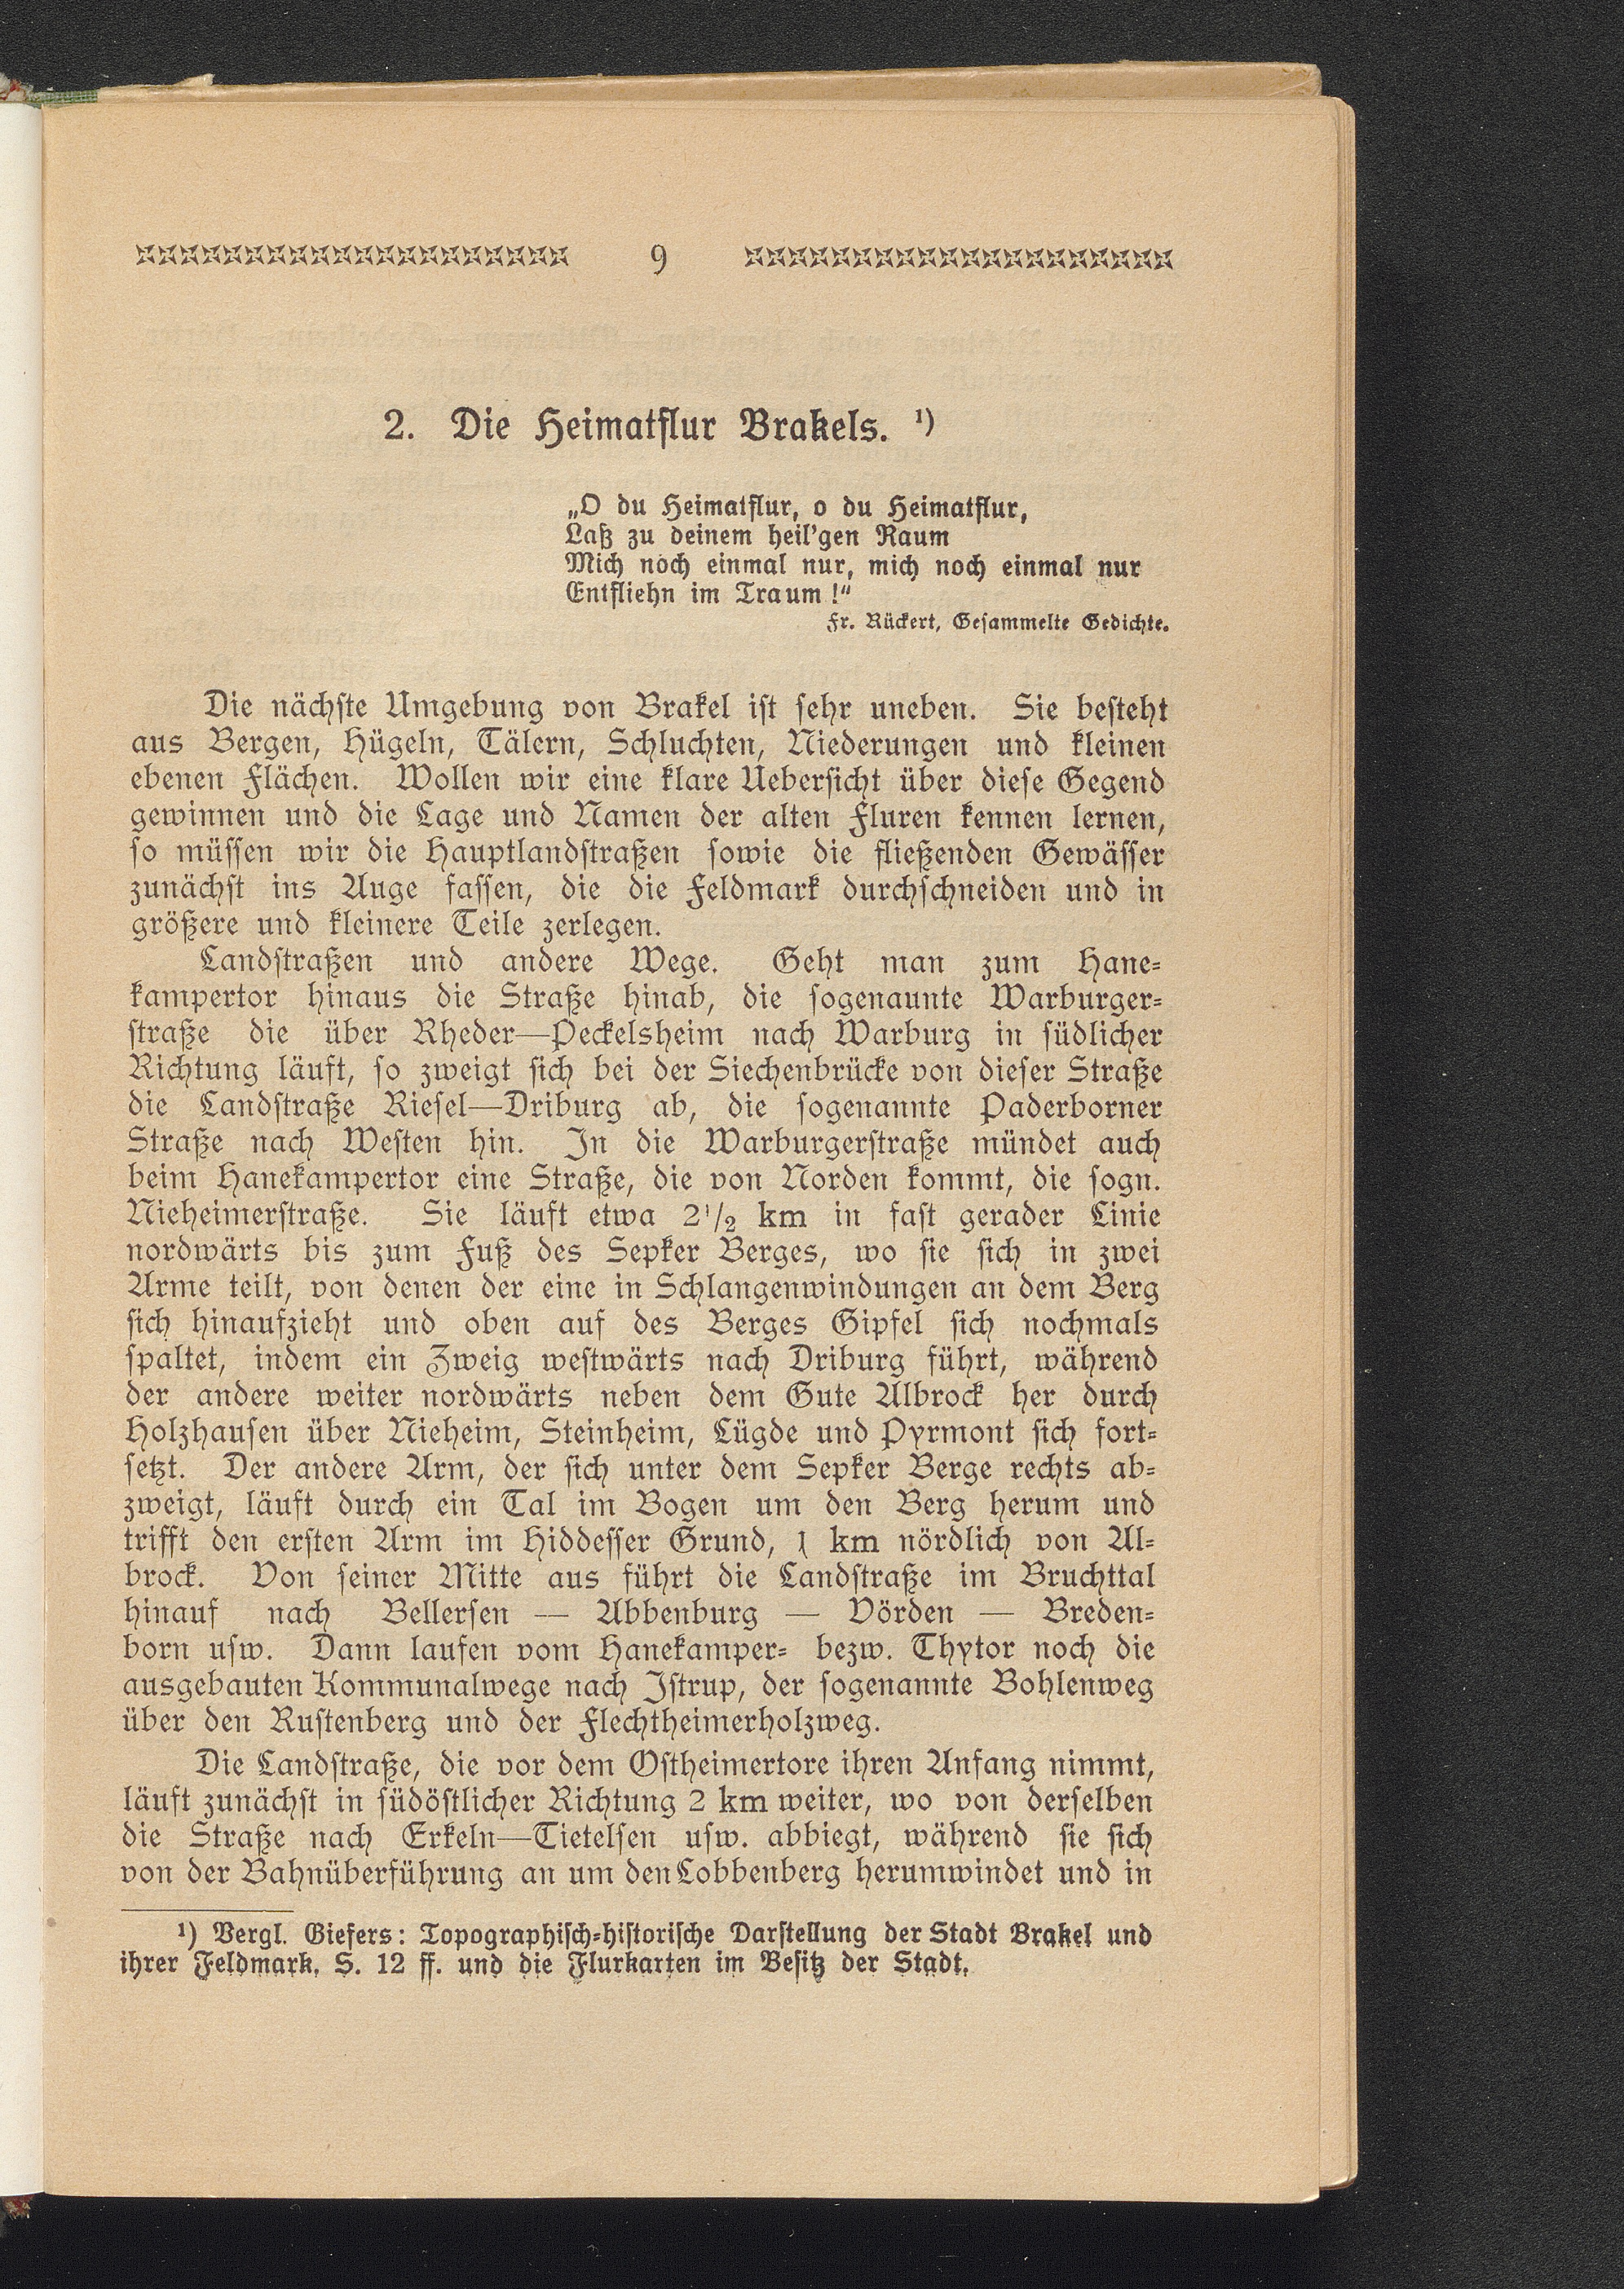 9
2. Die Heimatflur Brakels. ¹)
„O du Heimatflur, o du Heimatflur,
Laß zu deinem heil'gen Raum
Mich noch einmal nur, mich noch einmal nur
Entfliehn im Traum!“
Fr. Rückert, Gesammelte Gedichte.
Die nächste Umgebung von Brakel ist sehr uneben. Sie besteht
aus Bergen, Hügeln, Tälern, Schluchten, Niederungen und kleinen
ebenen Flächen. Wollen wir eine klare Uebersicht über diese Gegend
gewinnen und die Lage und Namen der alten Fluren kennen lernen,
so müssen wir die Hauptlandstraßen sowie die fließenden Gewässer
zunächst ins Auge fassen, die die Feldmark durchschneiden und in
größere und kleinere Teile zerlegen.
Landstraßen und andere Wege. Geht man zum Hane-
kampertor hinaus die Straße hinab, die sogenaunte Warburger-
straße die über Rheder—Peckelsheim nach Warburg in südlicher
Richtung läuft, so zweigt sich bei der Siechenbrücke von dieser Straße
die Landstraße Riesel—Driburg ab, die sogenannte Paderborner
Straße nach Westen hin. In die Warburgerstraße mündet auch
beim Hanekampertor eine Straße, die von Norden kommt, die sogn.
Nieheimerstraße. Sie läuft etwa 2¹/₂ km in fast gerader Linie
nordwärts bis zum Fuß des Sepker Berges, wo sie sich in zwei
Arme teilt, von denen der eine in Schlangenwindungen an dem Berg
sich hinaufzieht und oben auf des Berges Gipfel sich nochmals
spaltet, indem ein Zweig westwärts nach Driburg führt, während
der andere weiter nordwärts neben dem Gute Albrock her durch
Holzhausen über Nieheim, Steinheim, Lügde und Pyrmont sich fort-
setzt. Der andere Arm, der sich unter dem Sepker Berge rechts ab-
zweigt, läuft durch ein Tal im Bogen um den Berg herum und
trifft den ersten Arm im Hiddesser Grund, 1 km nördlich von Al-
brock. Von seiner Mitte aus führt die Landstraße im Bruchttal
hinauf nach Bellersen — Abbenburg — Vörden — Breden-
born usw. Dann laufen vom Hanekamper- bezw. Thytor noch die
ausgebauten Kommunalwege nach Istrup, der sogenannte Bohlenweg
über den Rustenberg und der Flechtheimerholzweg.
Die Landstraße, die vor dem Ostheimertore ihren Anfang nimmt,
läuft zunächst in südöstlicher Richtung 2 km weiter, wo von derselben
die Straße nach Erkeln—Tietelsen usw. abbiegt, während sie sich
von der Bahnüberführung an um den Lobbenberg herumwindet und in
¹) Vergl. Giefers: Topographisch-historische Darstellung der Stadt Brakel und
ihrer Feldmark. S. 12 ff. und die Flurkarten im Besitz der Stadt.